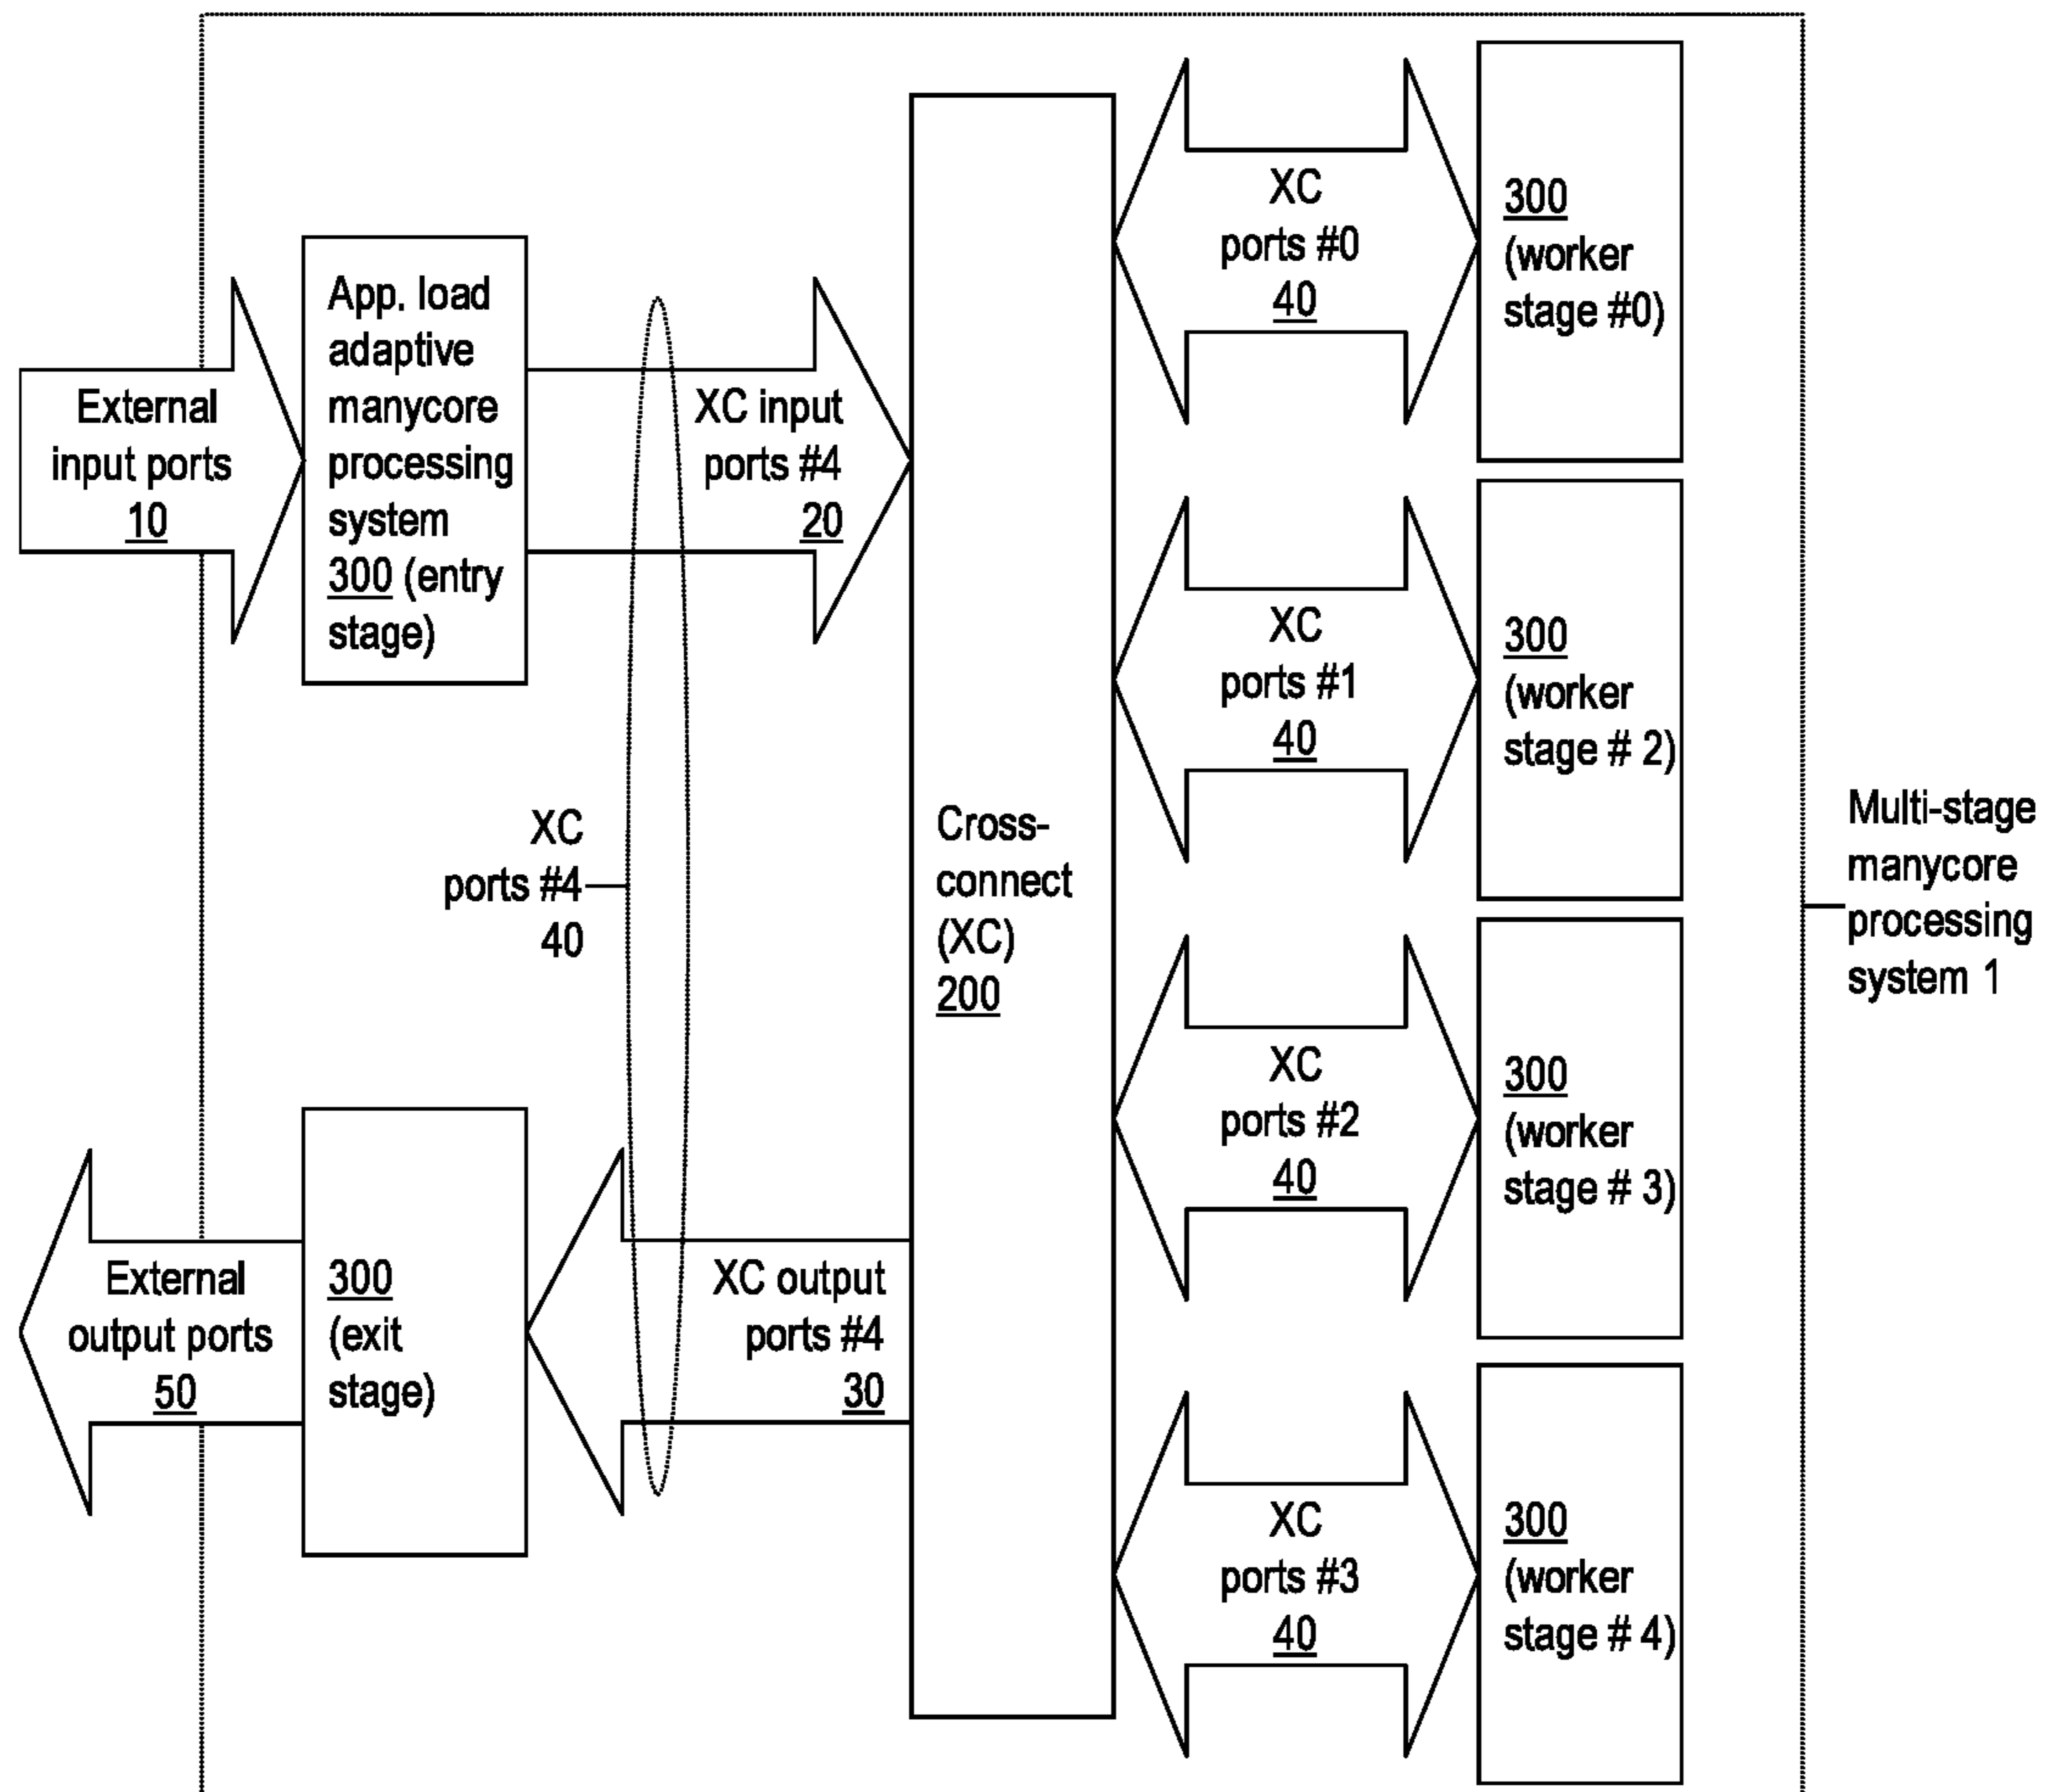 External
input ports
10
App. load
adaptive
manycore
processing
system
300 (entry
stage)
XC input
ports #4
20
XC
ports #4
40
Cross-
connect
(XC)
200
External
output ports
50
300
(exit
stage)
XC output
ports #4
30
XC
ports #0
40
300
(worker
stage #0)
XC
ports #1
40
300
(worker
stage # 2)
XC
ports #2
40
300
(worker
stage # 3)
XC
ports #3
40
300
(worker
stage # 4)
Multi-stage
manycore
processing
system 1